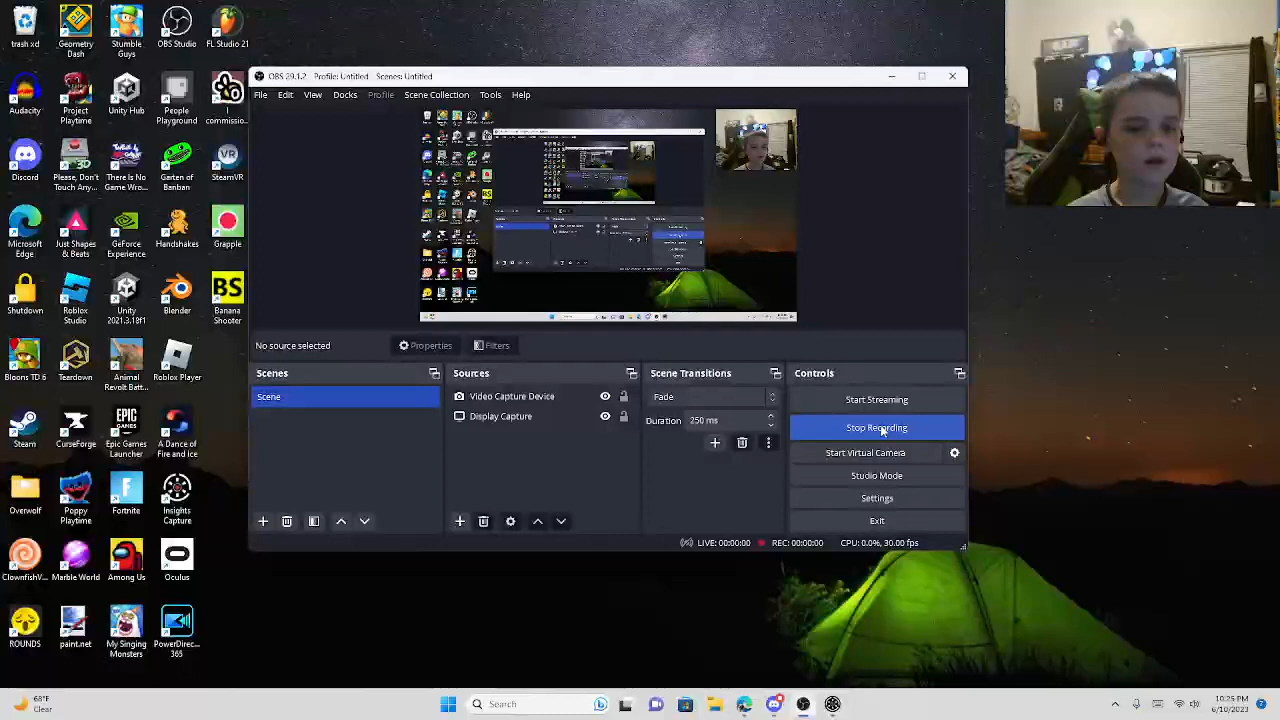 trash.xd
Geometry
Dash
Stumble
Guys
OBS Studio
FL Studio 21
Audacity
Project
Playtime
Unity Hub
People
Playground
commissio...
Discord
Please, Don't
Touch Any...
There Is No
Game Wro...
Garten of
Banban
SteamVR
Microsoft
Edge
Just Shapes
& Beats
GeForce
Experience
Handshakes
Grapple
Shutdown
Roblox
Studio
Unity
2021.3.18f1
Blender
Banana
Shooter
BS
Bloons TD 6
Teardown
Animal
Revolt Batt...
Roblox Player
Steam
CurseForge
Epic Games
Launcher
A Dance of
Fire and Ice
Overwolf
Poppy
Playtime
Fortnite
Insights
Capture
ClownfishV...
Marble World
Among Us
Oculus
ROUNDS
paint.net
My Singing
Monsters
PowerDirec...
365
OBS 29.1.2 - Profile: Untitled - Scenes: Untitled
File Edit View Docks Profile Scene Collection Tools Help
No source selected
Properties
Filters
Scenes
Sources
Scene Transitions
Controls
Scene
Video Capture Device
Display Capture
Fade
Duration 250 ms
Start Streaming
Stop Recording
Start Virtual Camera
Studio Mode
Settings
Exit
LIVE: 00:00:00
REC: 00:00:00
CPU: 0.0%, 30.00 fps
68°F
Clear
Search
10:25 PM
6/10/2023